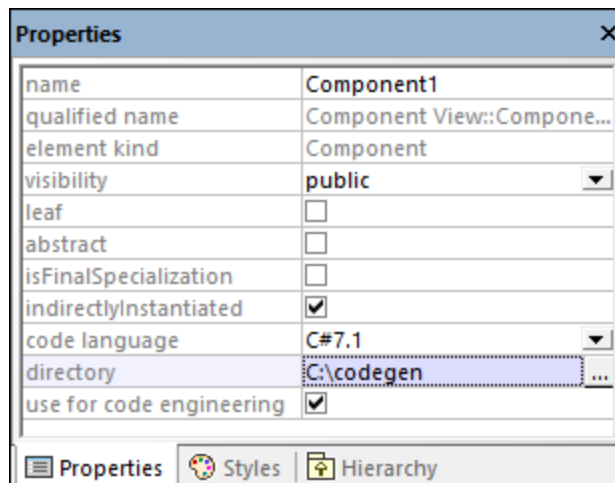 Properties
name Component1
qualified name Component View::Compone...
element kind Component
visibility public
leaf
abstract
isFinalSpecialization
indirectlyInstantiated
code language C#7.1
directory C:\codegen ...
use for code engineering
Properties Styles Hierarchy